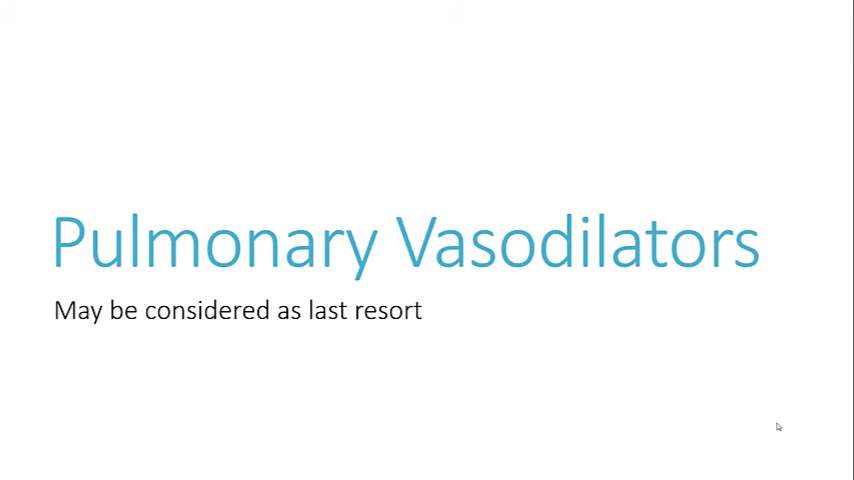 Pulmonary Vasodilators
May be considered as last resort